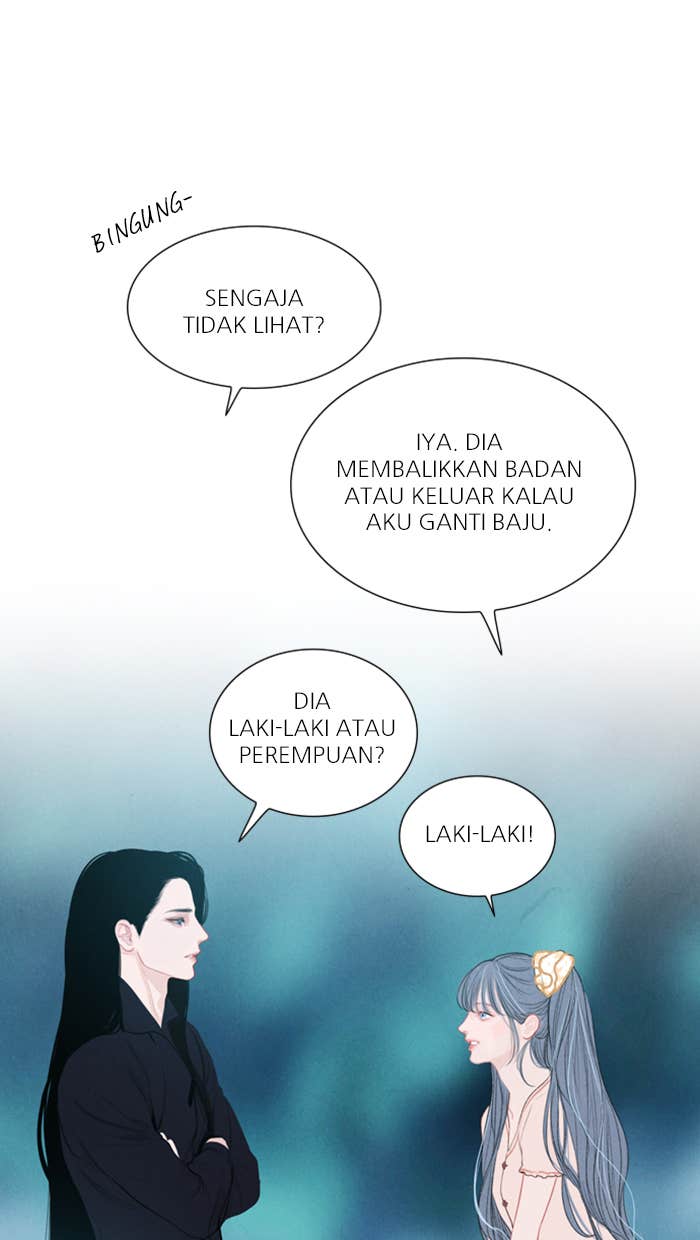 BINGUNG-
SENGAJA
TIDAK LIHAT?
IYA. DIA
MEMBALIKKAN BADAN
ATAU KELUAR KALAU
AKU GANTI BAJU.
DIA
LAKI-LAKI ATAU
PEREMPUAN?
LAKI-LAKI!